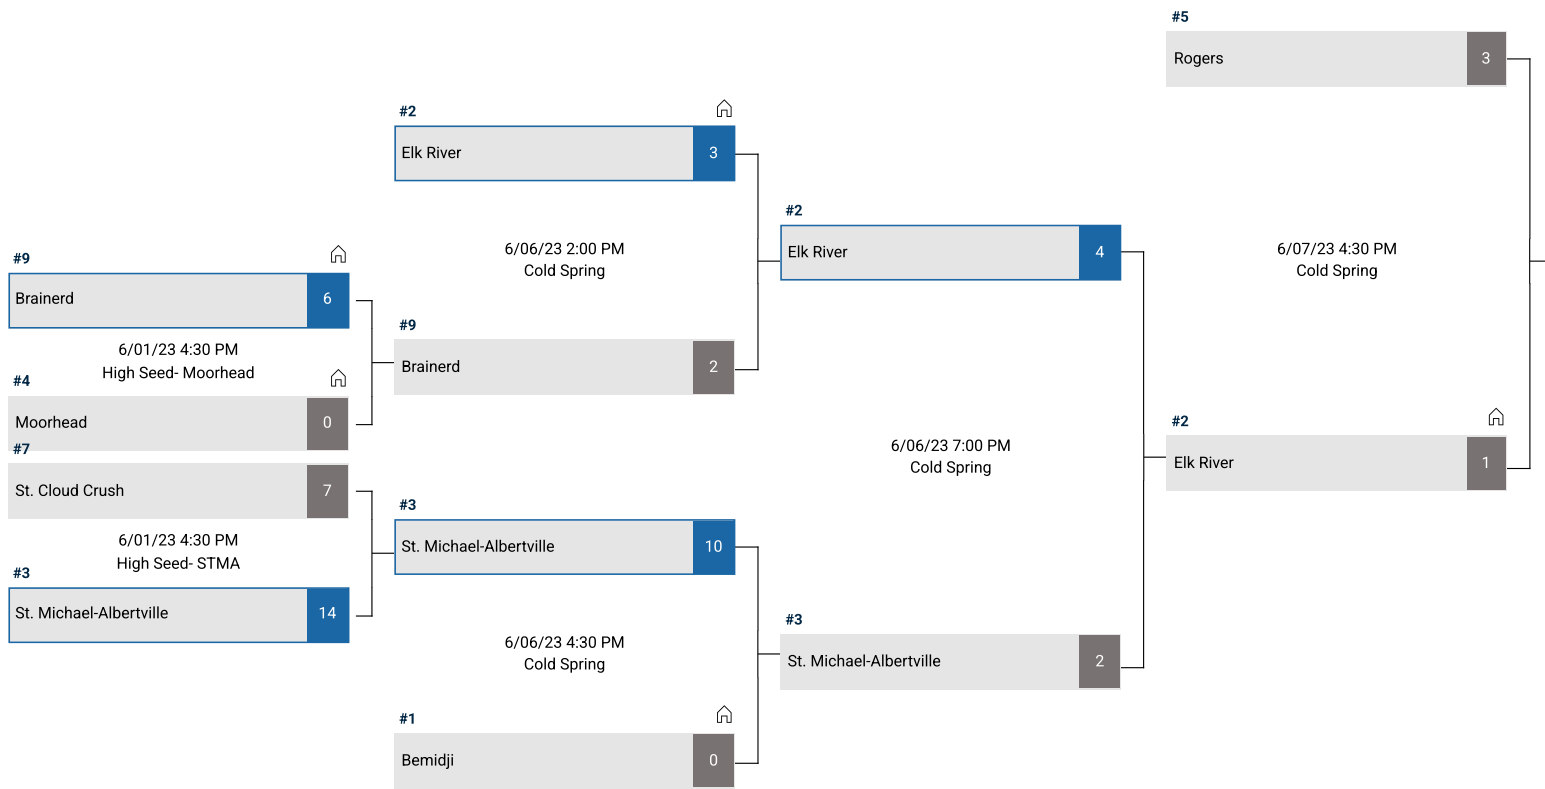 #9
Brainerd
6
6/01/23 4:30 PM
High Seed- Moorhead
#4
Moorhead
0
#7
St. Cloud Crush
7
6/01/23 4:30 PM
High Seed- STMA
#3
St. Michael-Albertville
14
#2
Elk River
3
6/06/23 2:00 PM
Cold Spring
#9
Brainerd
2
#3
St. Michael-Albertville
10
6/06/23 4:30 PM
Cold Spring
#1
Bemidji
0
#2
Elk River
4
6/06/23 7:00 PM
Cold Spring
#3
St. Michael-Albertville
2
#5
Rogers
3
6/07/23 4:30 PM
Cold Spring
#2
Elk River
1